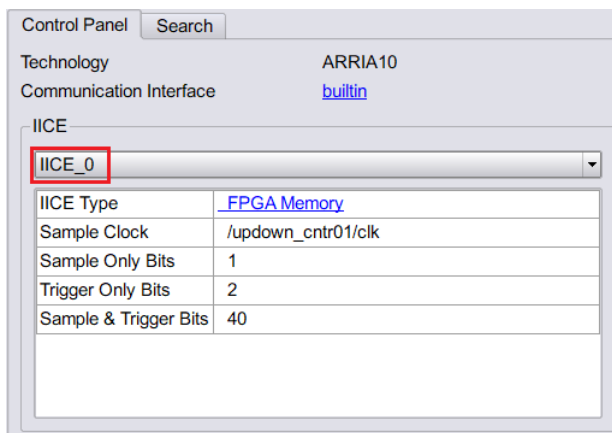 Control Panel Search
Technology ARRIA10
Communication Interface builtin
IICE
IICE_0
IICE Type FPGA Memory
Sample Clock /updown_cntr01/clk
Sample Only Bits 1
Trigger Only Bits 2
Sample & Trigger Bits 40